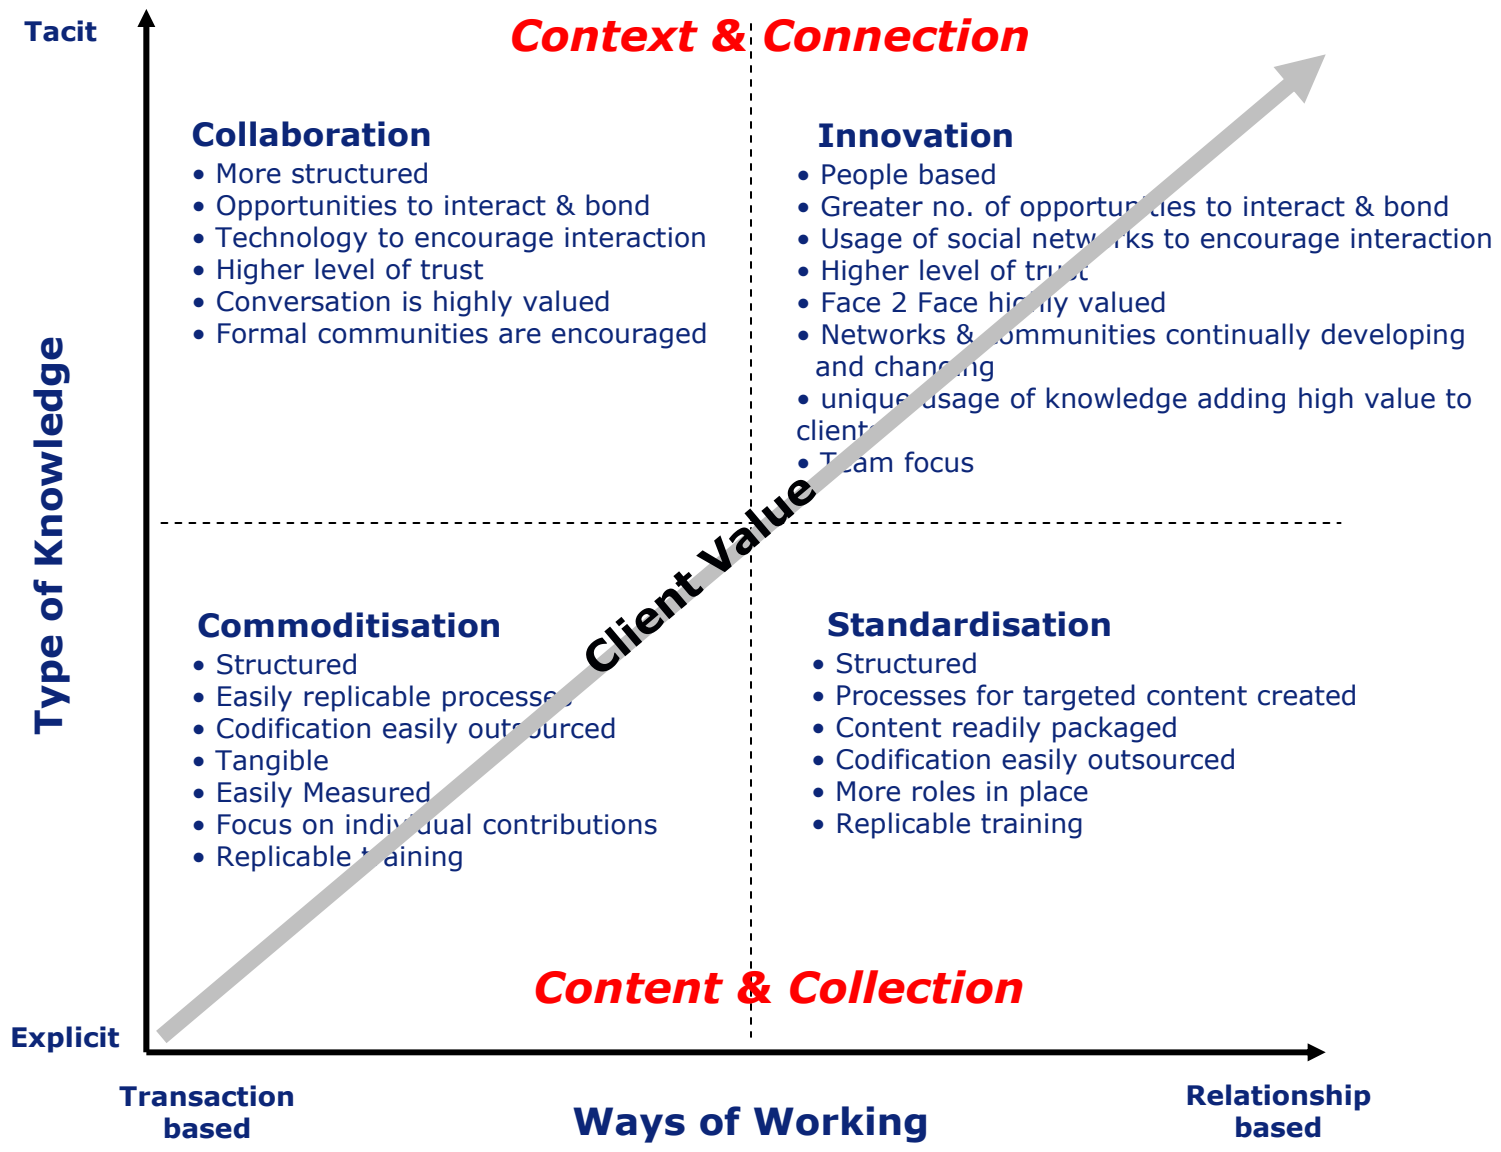 Tacit
Context & Connection
Collaboration
• More structured
• Opportunities to interact & bond
• Technology to encourage interaction
• Higher level of trust
• Conversation is highly valued
• Formal communities are encouraged
Innovation
• People based
• Greater no. of opportunities to interact & bond
• Usage of social networks to encourage interaction
• Higher level of trust
• Face 2 Face highly valued
• Networks & communities continually developing
and changing
• unique usage of knowledge adding high value to
clients
• Team focus
Type of Knowledge
Client Value
Commoditisation
• Structured
• Easily replicable processes
• Codification easily outsourced
• Tangible
• Easily Measured
• Focus on individual contributions
• Replicable training
Standardisation
• Structured
• Processes for targeted content created
• Content readily packaged
• Codification easily outsourced
• More roles in place
• Replicable training
Content & Collection
Explicit
Transaction
based
Ways of Working
Relationship
based